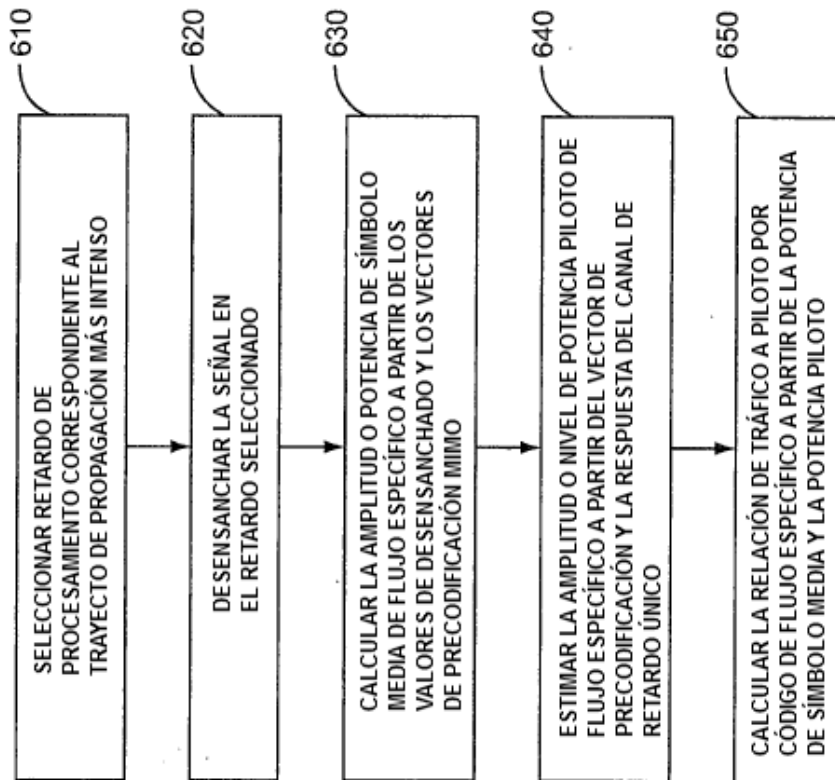 610
SELECCIONAR RETARDO DE
PROCESAMIENTO CORRESPONDIENTE AL
TRAYECTO DE PROPAGACIÓN MÁS INTENSO
620
DESENSANCHAR LA SEÑAL EN
EL RETARDO SELECCIONADO
630
CALCULAR LA AMPLITUD O POTENCIA DE SÍMBOLO
MEDIA DE FLUJO ESPECÍFICO A PARTIR DE LOS
VALORES DE DESENSANCHADO Y LOS VECTORES
DE PRECODIFICACIÓN MIMO
640
ESTIMAR LA AMPLITUD O NIVEL DE POTENCIA PILOTO DE
FLUJO ESPECÍFICO A PARTIR DEL VECTOR DE
PRECODIFICACIÓN Y LA RESPUESTA DEL CANAL DE
RETARDO ÚNICO
650
CALCULAR LA RELACIÓN DE TRÁFICO A PILOTO POR
CÓDIGO DE FLUJO ESPECÍFICO A PARTIR DE LA POTENCIA
DE SÍMBOLO MEDIA Y LA POTENCIA PILOTO